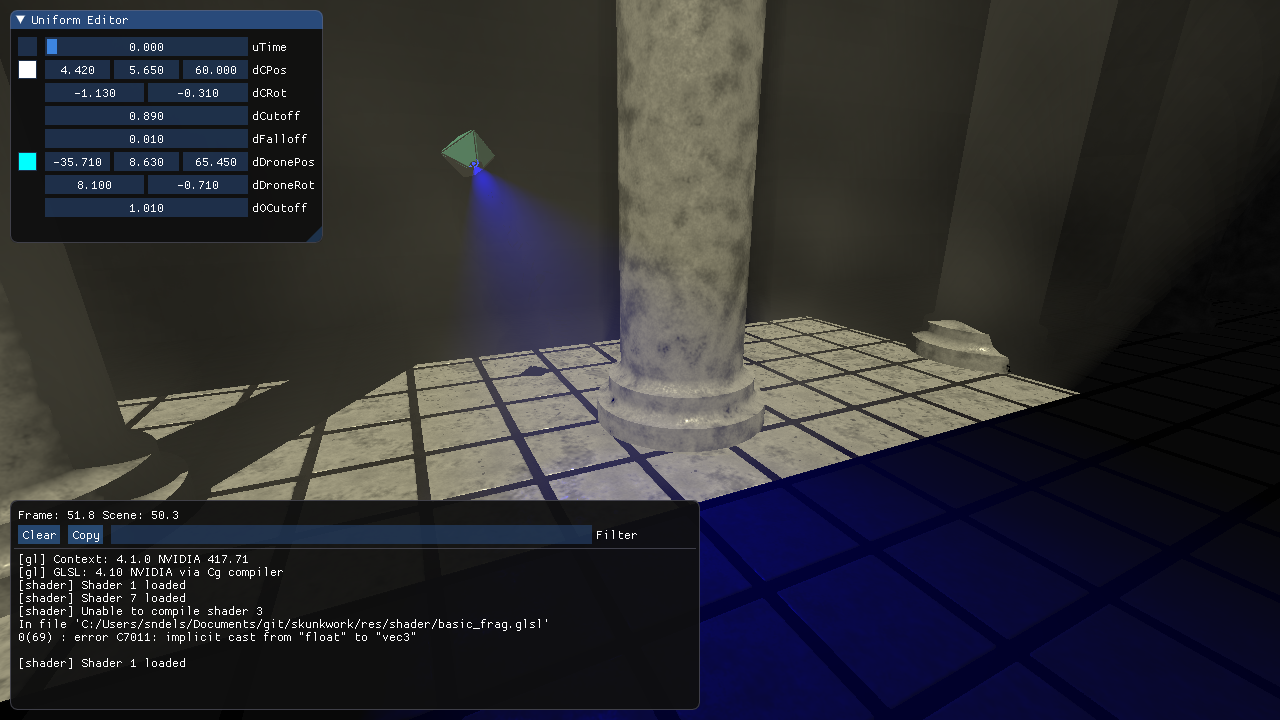 Uniform Editor
0.000 uTime
4.420 5.650 60.000 dCPos
-1.130 -0.310 dCRot
0.890 dCutoff
0.010 dFalloff
-35.710 8.630 65.450 dDronePos
8.100 -0.710 dDroneRot
1.010 dOCutoff
Frame: 51.8 Scene: 50.3
Clear Copy Filter
[gl] Context: 4.1.0 NVIDIA 417.71
[gl] GLSL: 4.10 NVIDIA via Cg compiler
[shader] Shader 1 loaded
[shader] Shader 7 loaded
[shader] Unable to compile shader 3
In file 'C:/Users/sndels/Documents/git/skunkwork/res/shader/basic_frag.glsl'
0(69) : error C7011: implicit cast from "float" to "vec3"
[shader] Shader 1 loaded